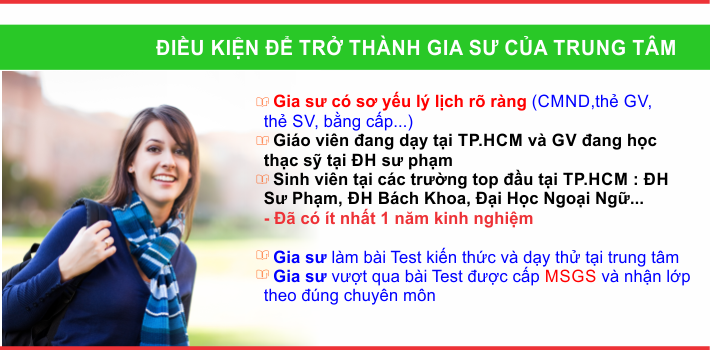 ĐIỀU KIỆN ĐỂ TRỞ THÀNH GIA SƯ CỦA TRUNG TÂM
Gia sư có sơ yếu lý lịch rõ ràng (CMND,thẻ GV,
thẻ SV, bằng cấp...)
Giáo viên đang dạy tại TP.HCM và GV đang học
thạc sỹ tại ĐH sư phạm
Sinh viên tại các trường top đầu tại TP.HCM : ĐH
Sư Phạm, ĐH Bách Khoa, Đại Học Ngoại Ngữ...
- Đã có ít nhất 1 năm kinh nghiệm
Gia sư làm bài Test kiến thức và dạy thử tại trung tâm
Gia sư vượt qua bài Test được cấp MSGS và nhận lớp
theo đúng chuyên môn